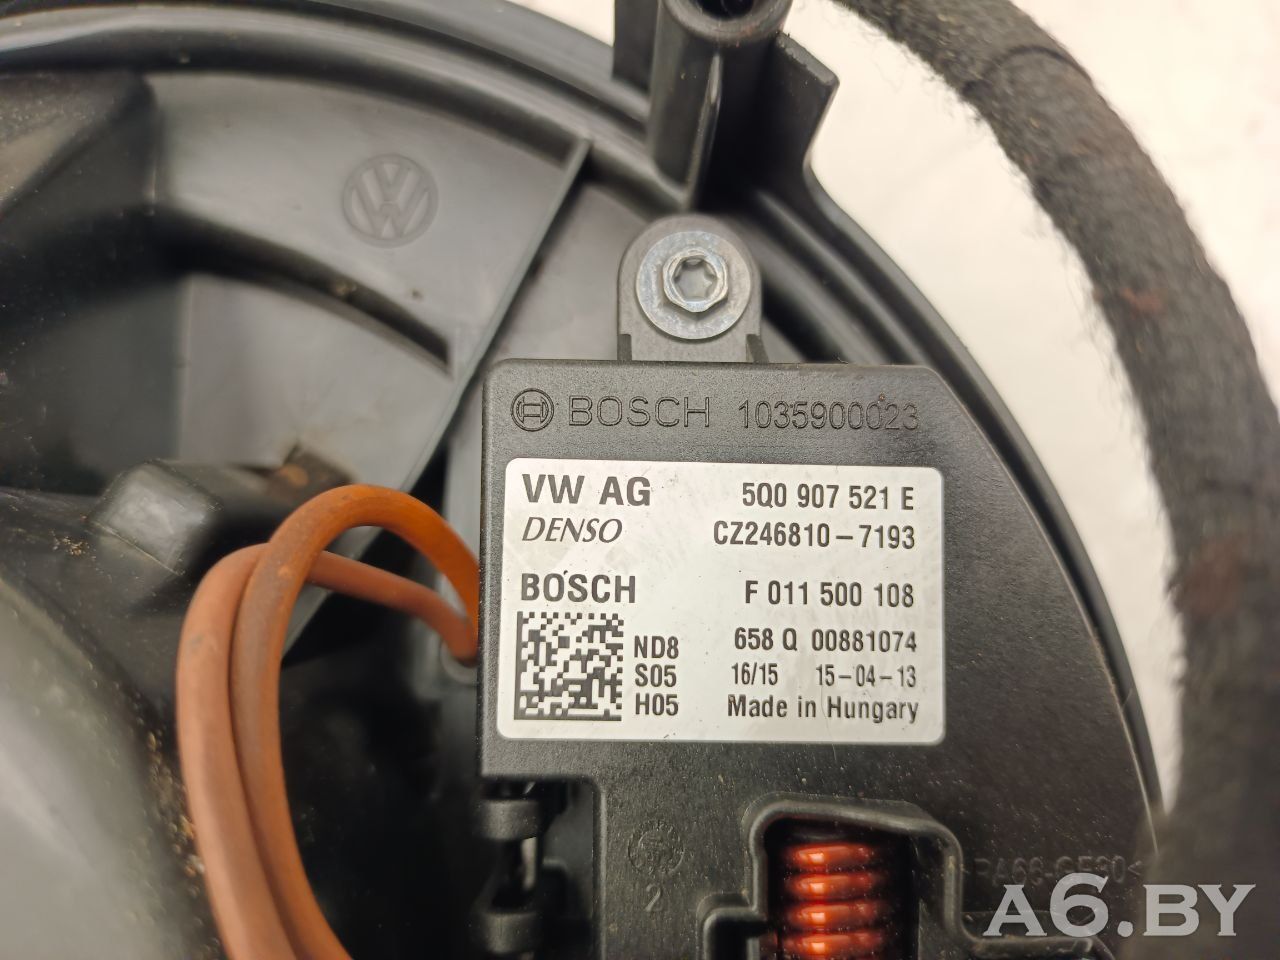 BOSCH 1035900023
VW AG 5Q0 907 521 E
DENSO CZ246810-7193
BOSCH F 011 500 108
ND8 658 Q 00881074
S05 16/15 15-04-13
H05 Made in Hungary
2
A6.BY